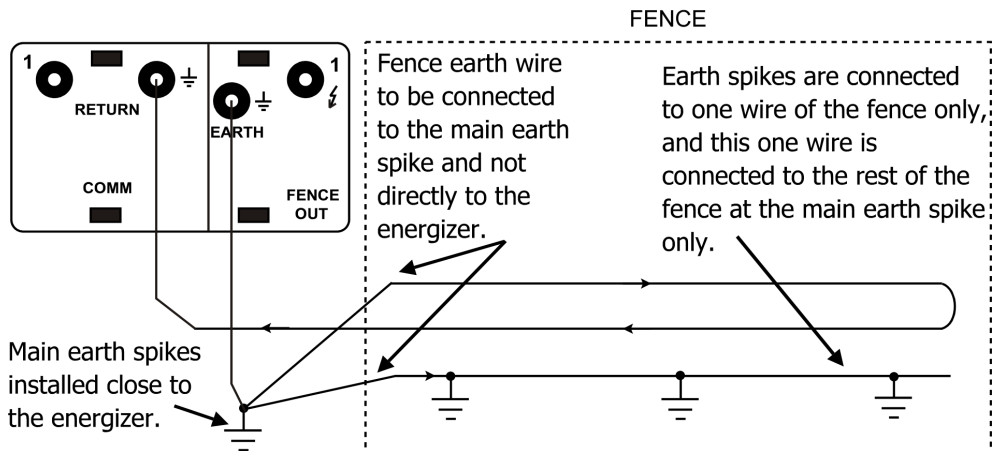 FENCE
1
RETURN
EARTH
1
COMM
FENCE
OUT
Fence earth wire
to be connected
to the main earth
spike and not
directly to the
energizer.
Earth spikes are connected
to one wire of the fence only,
and this one wire is
connected to the rest of the
fence at the main earth spike
only.
Main earth spikes
installed close to
the energizer.